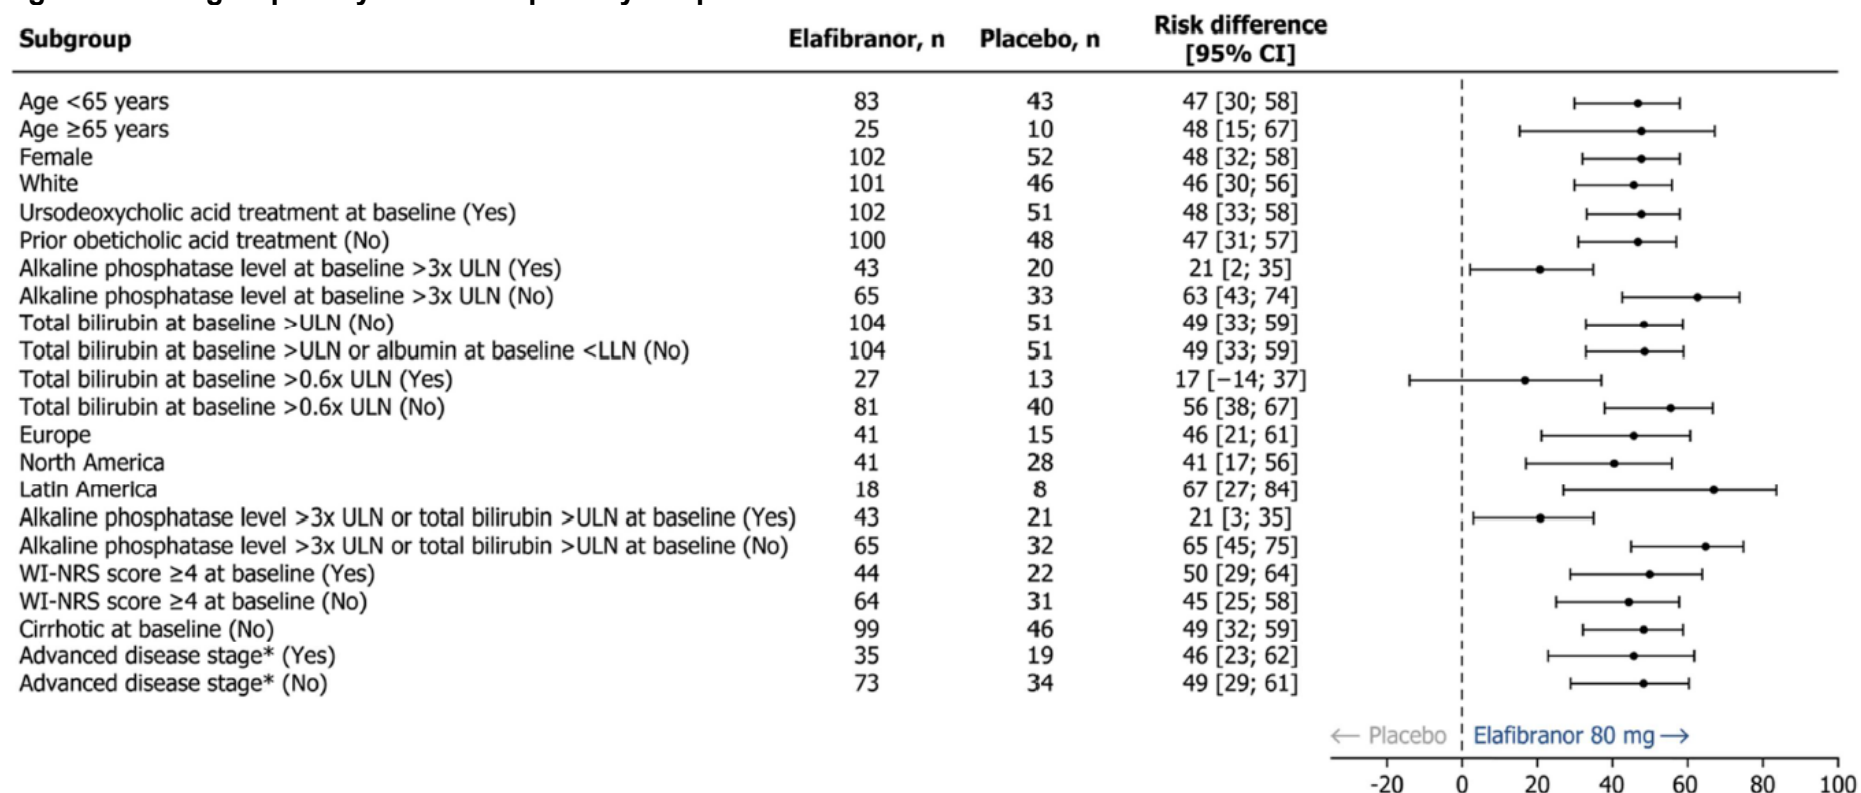 Subgroup Elafibranor, n Placebo, n Risk difference [95% CI]
Age <65 years 83 43 47 [30; 58]
Age ≥65 years 25 10 48 [15; 67]
Female 102 52 48 [32; 58]
White 101 46 46 [30; 56]
Ursodeoxycholic acid treatment at baseline (Yes) 102 51 48 [33; 58]
Prior obeticholic acid treatment (No) 100 48 47 [31; 57]
Alkaline phosphatase level at baseline >3x ULN (Yes) 43 20 21 [2; 35]
Alkaline phosphatase level at baseline >3x ULN (No) 65 33 63 [43; 74]
Total bilirubin at baseline >ULN (No) 104 51 49 [33; 59]
Total bilirubin at baseline >ULN or albumin at baseline <LLN (No) 104 51 49 [33; 59]
Total bilirubin at baseline >0.6x ULN (Yes) 27 13 17 [−14; 37]
Total bilirubin at baseline >0.6x ULN (No) 81 40 56 [38; 67]
Europe 41 15 46 [21; 61]
North America 41 28 41 [17; 56]
Latin America 18 8 67 [27; 84]
Alkaline phosphatase level >3x ULN or total bilirubin >ULN at baseline (Yes) 43 21 21 [3; 35]
Alkaline phosphatase level >3x ULN or total bilirubin >ULN at baseline (No) 65 32 65 [45; 75]
WI-NRS score ≥4 at baseline (Yes) 44 22 50 [29; 64]
WI-NRS score ≥4 at baseline (No) 64 31 45 [25; 58]
Cirrhotic at baseline (No) 99 46 49 [32; 59]
Advanced disease stage* (Yes) 35 19 46 [23; 62]
Advanced disease stage* (No) 73 34 49 [29; 61]
← Placebo Elafibranor 80 mg →
-20 0 20 40 60 80 100